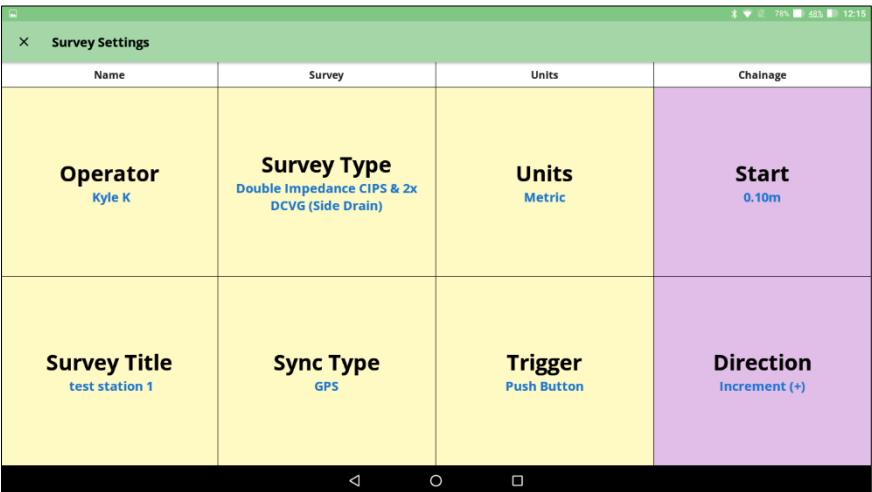 78% 48% 12:15
× Survey Settings
Name Survey Units Chainage
Operator
Kyle K
Survey Type
Double Impedance CIPS & 2x
DCVG (Side Drain)
Units
Metric
Start
0.10m
Survey Title
test station 1
Sync Type
GPS
Trigger
Push Button
Direction
Increment (+)